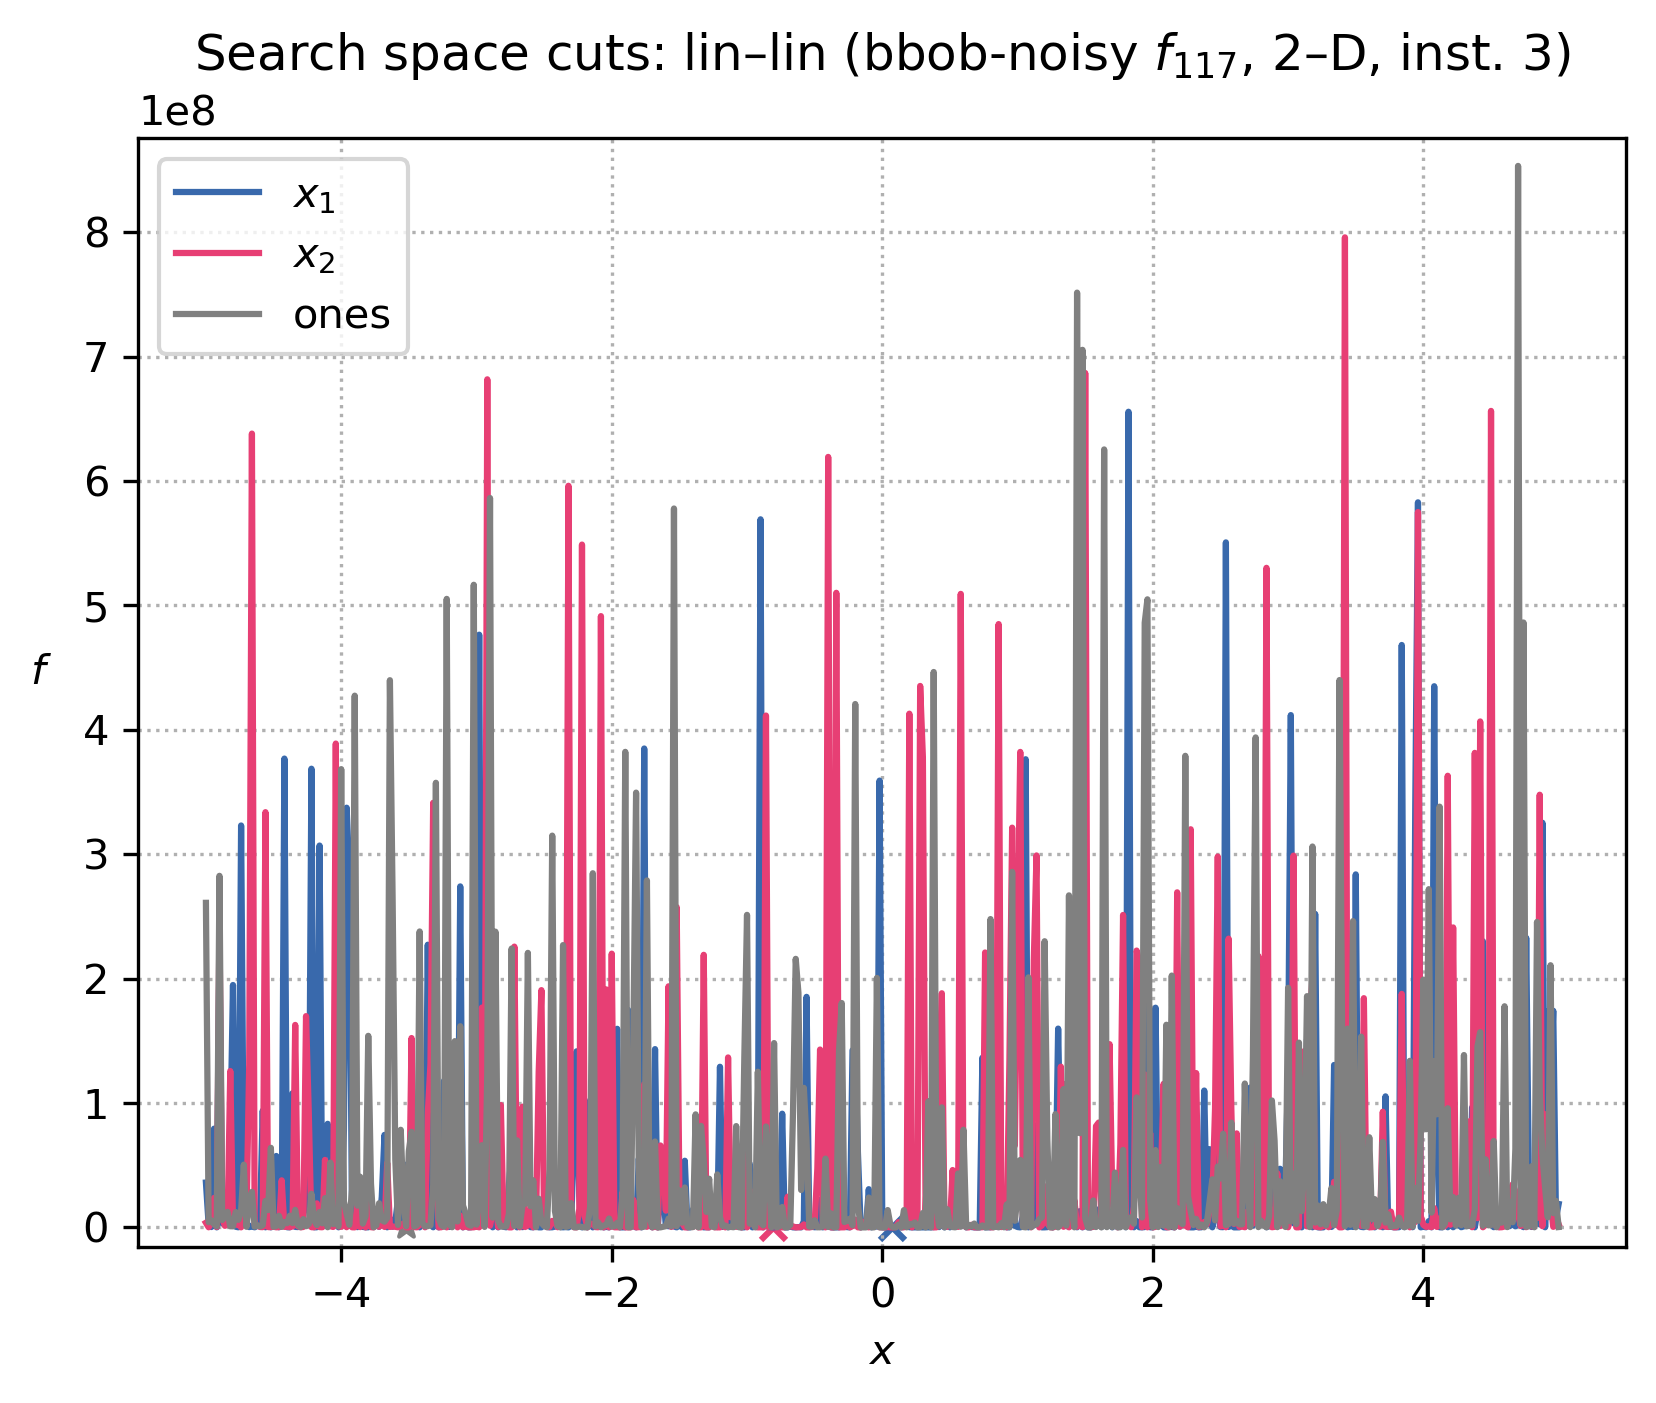 Search space cuts: lin–lin (bbob-noisy f₁₁₇, 2–D, inst. 3)
1e8
x₁
x₂
ones
8
7
6
5
4
3
2
1
0
f
−4 −2 0 2 4
x